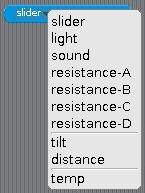 slider
slider
light
sound
resistance-A
resistance-B
resistance-C
resistance-D
tilt
distance
temp